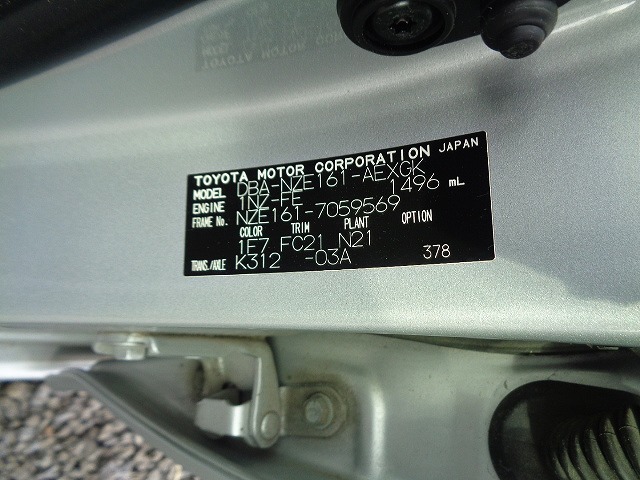 TOYOTA MOTOR CORPORATION JAPAN
MODEL DBA-NZE161-AEXGK
ENGINE 1NZ-FE 1496 mL
FRAME No. NZE161-7059569
COLOR TRIM PLANT OPTION
1E7 FC21 N21
TRANS./AXLE K312 -03A 378